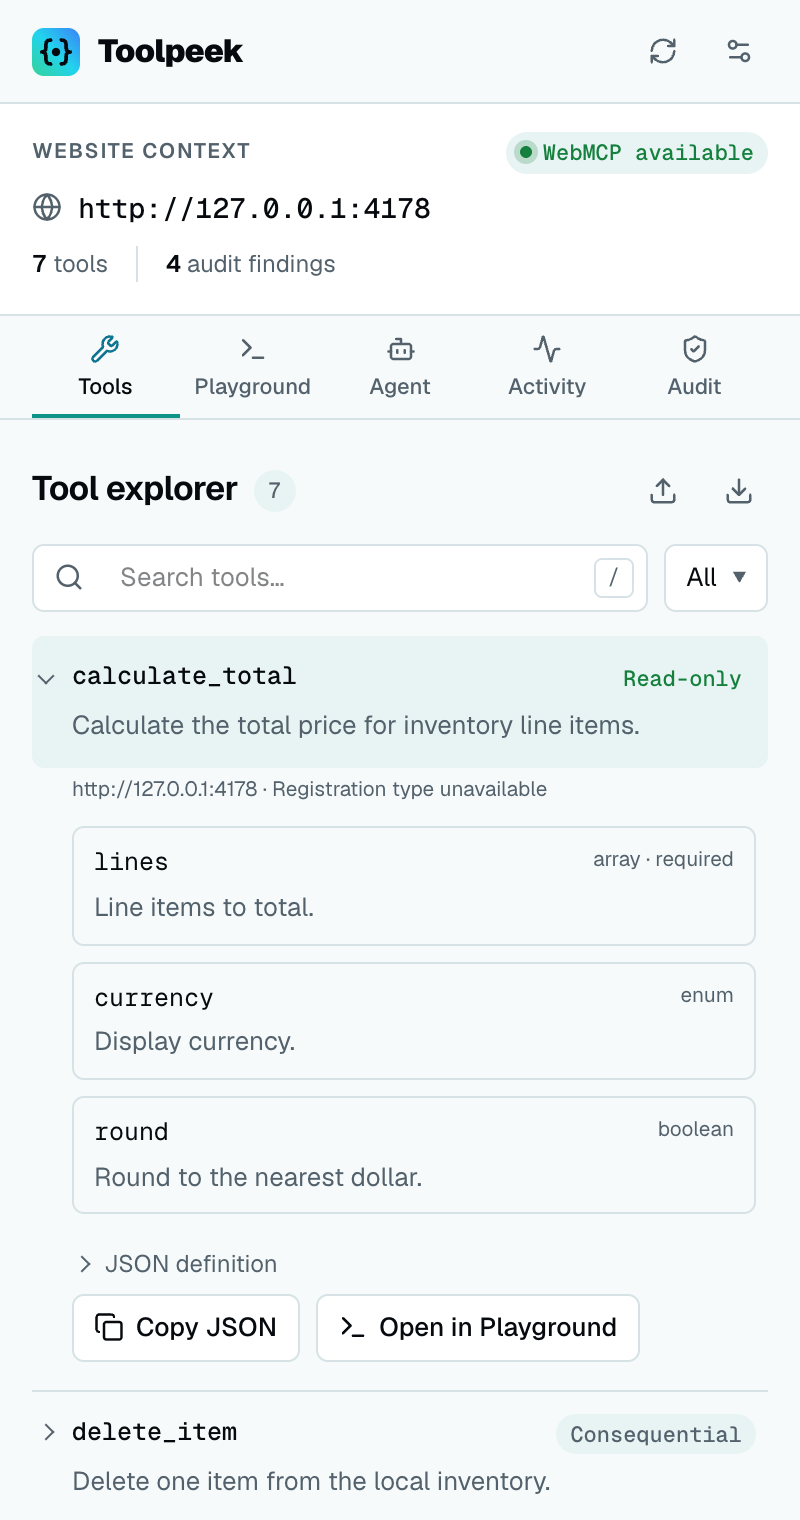 Toolpeek
WEBSITE CONTEXT
WebMCP available
http://127.0.0.1:4178
7 tools
4 audit findings
Tools
Playground
Agent
Activity
Audit
Tool explorer 7
Search tools…
/
All
calculate_total
Read-only
Calculate the total price for inventory line items.
http://127.0.0.1:4178 · Registration type unavailable
lines
array · required
Line items to total.
currency
enum
Display currency.
round
boolean
Round to the nearest dollar.
JSON definition
Copy JSON
Open in Playground
delete_item
Consequential
Delete one item from the local inventory.